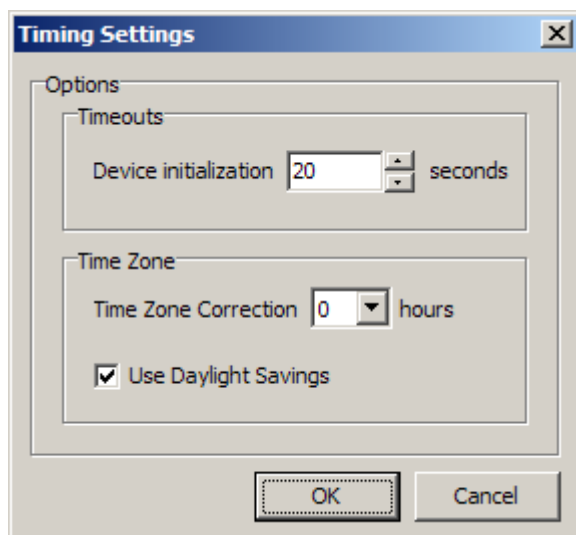 Timing Settings
Options
Timeouts
Device initialization 20 seconds
Time Zone
Time Zone Correction 0 hours
Use Daylight Savings
OK Cancel